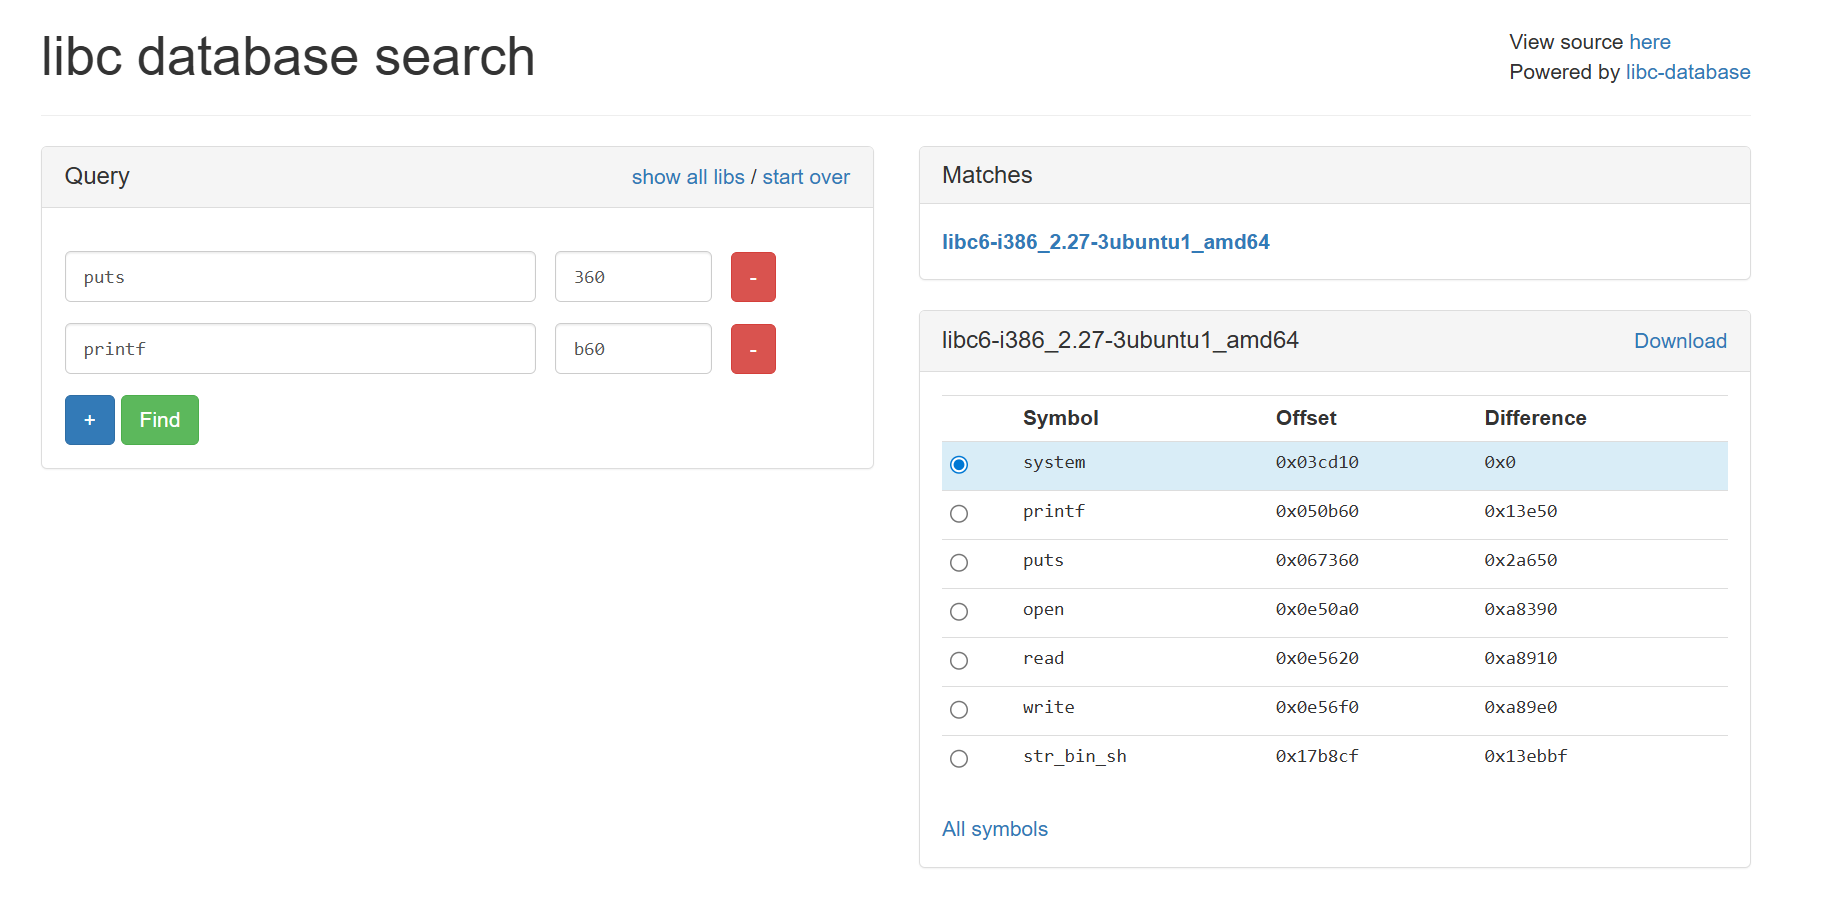 libc database search
View source here
Powered by libc-database
Query
show all libs / start over
puts 360 -
printf b60 -
+ Find
Matches
libc6-i386_2.27-3ubuntu1_amd64
libc6-i386_2.27-3ubuntu1_amd64 Download
Symbol Offset Difference
system 0x03cd10 0x0
printf 0x050b60 0x13e50
puts 0x067360 0x2a650
open 0x0e50a0 0xa8390
read 0x0e5620 0xa8910
write 0x0e56f0 0xa89e0
str_bin_sh 0x17b8cf 0x13ebbf
All symbols